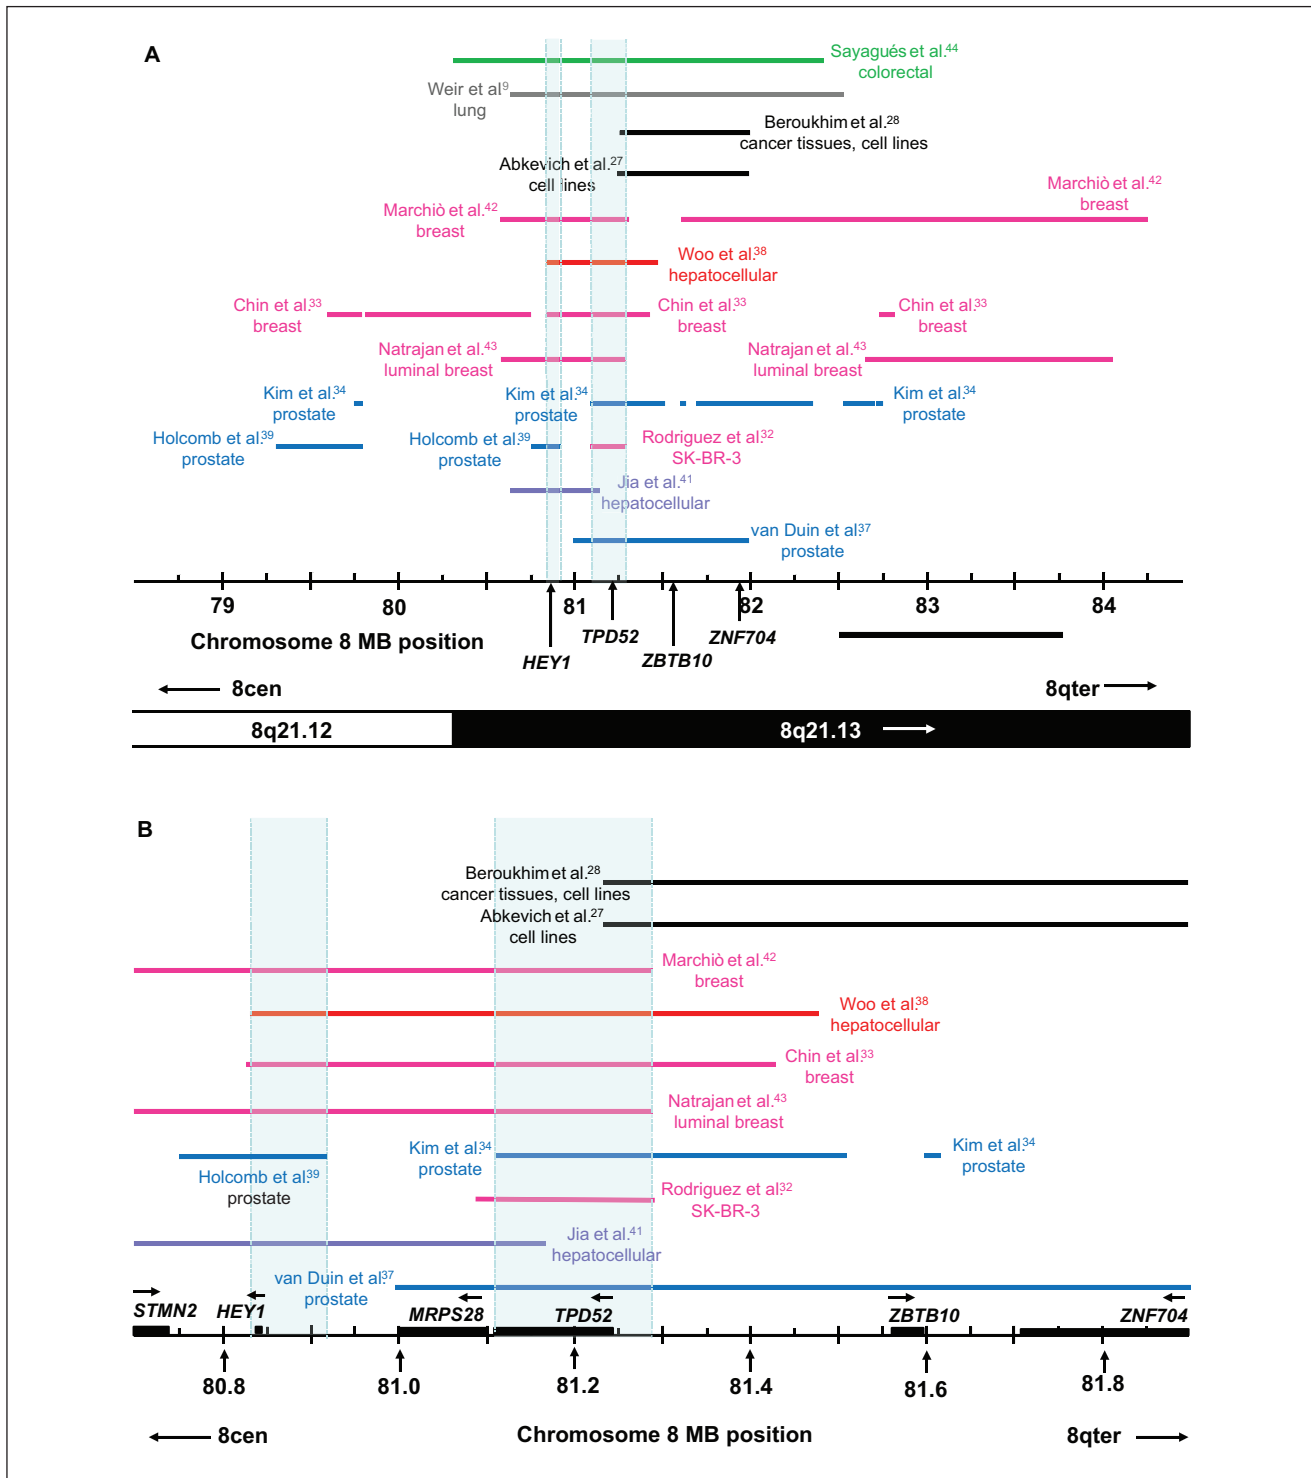 A
Sayagués et al.44
colorectal
Weir et al9
lung
Beroukhim et al.28
cancer tissues, cell lines
Abkevich et al.27
cell lines
Marchiò et al.42
breast
Marchiò et al.42
breast
Woo et al.38
hepatocellular
Chin et al.33
breast
Chin et al.33
breast
Chin et al.33
breast
Natrajan et al.43
luminal breast
Natrajan et al.43
luminal breast
Kim et al.34
prostate
Kim et al.34
prostate
Kim et al.34
prostate
Holcomb et al.39
prostate
Holcomb et al.39
prostate
Rodriguez et al.32
SK-BR-3
Jia et al.41
hepatocellular
van Duin et al.37
prostate
79 80 81 82 83 84
Chromosome 8 MB position
HEY1 TPD52 ZBTB10 ZNF704
8cen 8qter
8q21.12 8q21.13
B
Beroukhim et al.28
cancer tissues, cell lines
Abkevich et al.27
cell lines
Marchiò et al.42
breast
Woo et al.38
hepatocellular
Chin et al.33
breast
Natrajan et al.43
luminal breast
Kim et al.34
prostate
Kim et al.34
prostate
Holcomb et al.39
prostate
Rodriguez et al.32
SK-BR-3
Jia et al.41
hepatocellular
van Duin et al.37
prostate
STMN2 HEY1 MRPS28 TPD52 ZBTB10 ZNF704
80.8 81.0 81.2 81.4 81.6 81.8
8cen Chromosome 8 MB position 8qter